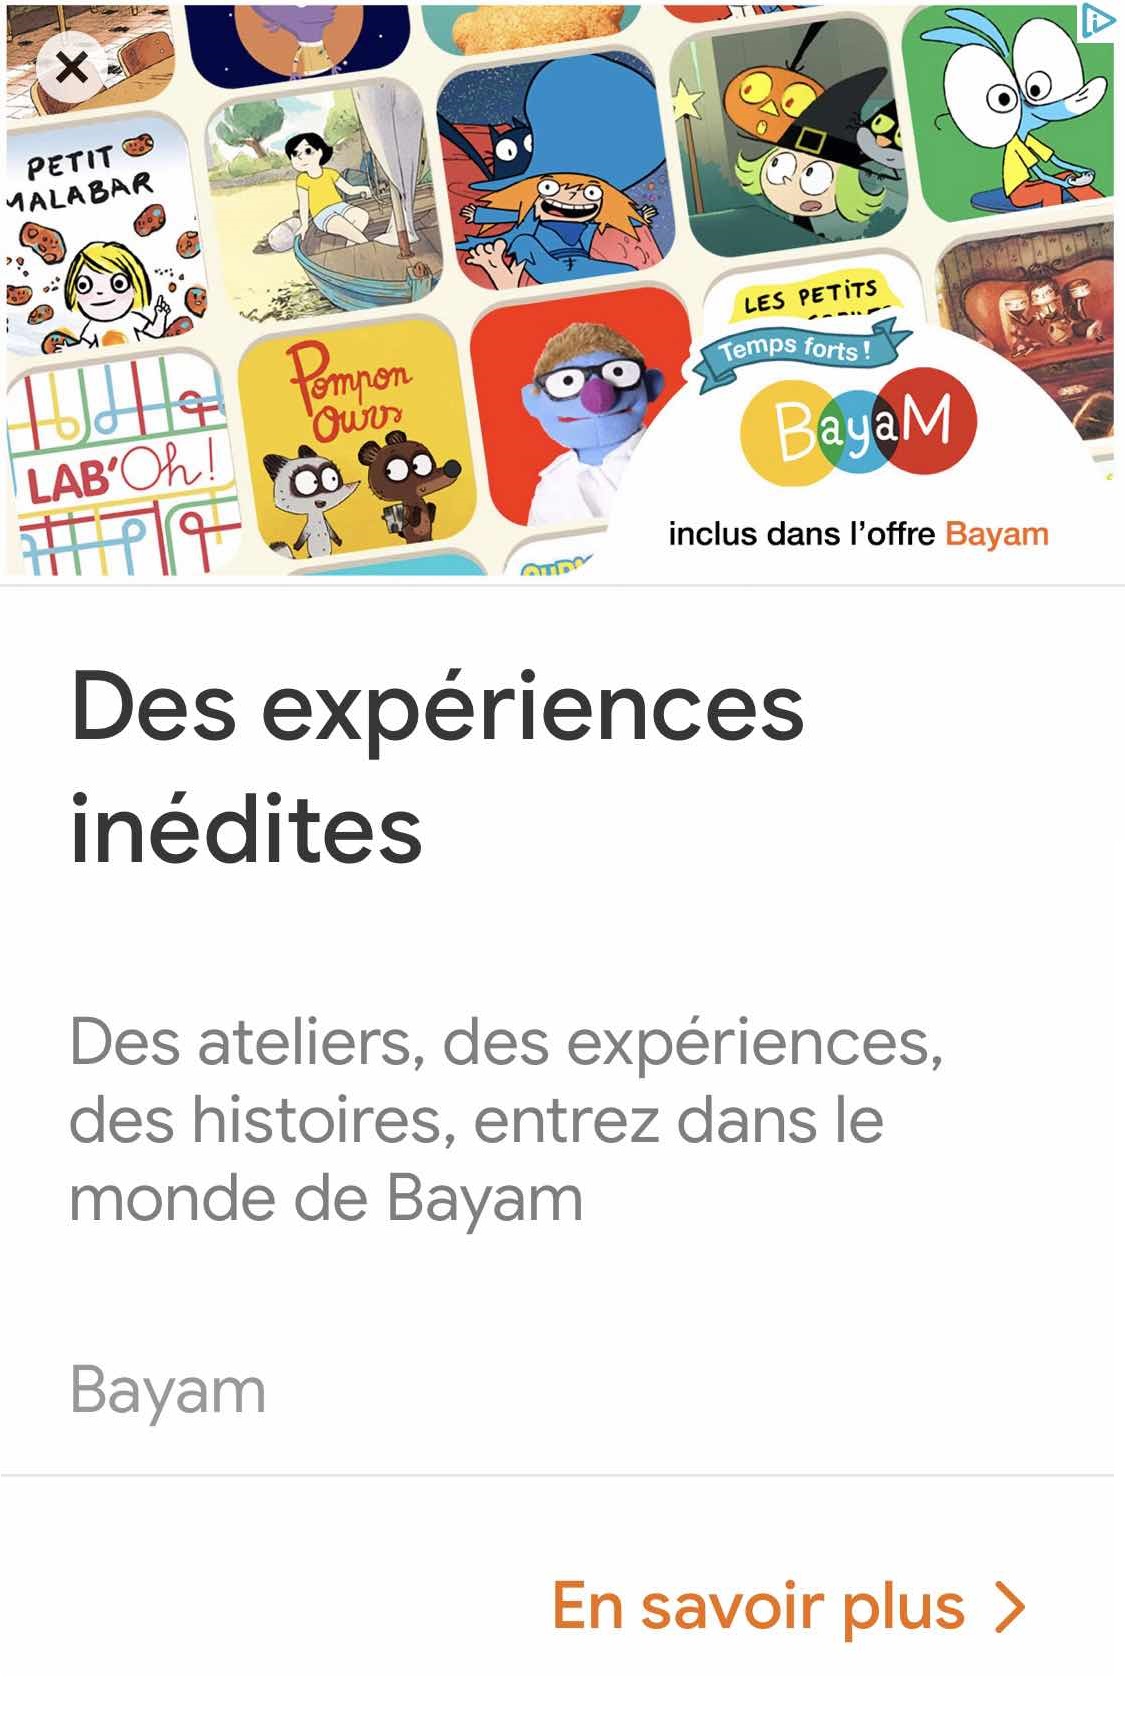 PETIT
MALABAR
LES PETiTS
Temps forts !
BayaM
Pompon
ours
LAB'Oh!
inclus dans l'offre Bayam
Des expériences
inédites
Des ateliers, des expériences,
des histoires, entrez dans le
monde de Bayam
Bayam
En savoir plus